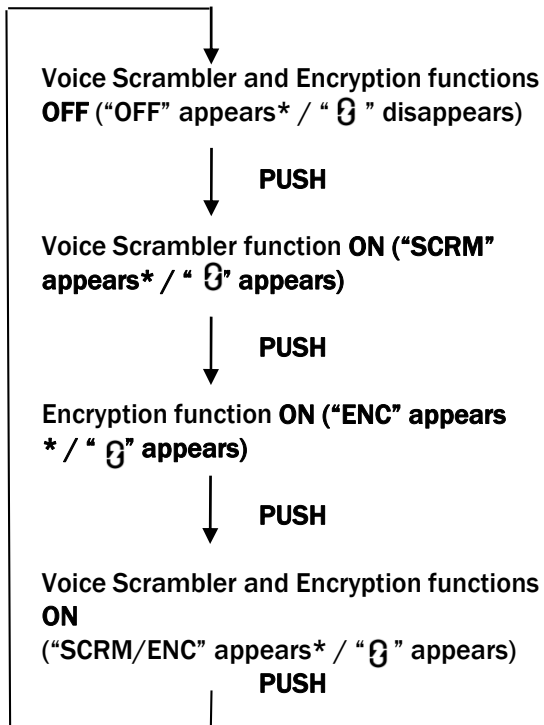 Voice Scrambler and Encryption functions
OFF (“OFF” appears* / “ ” disappears)
PUSH
Voice Scrambler function ON (“SCRM”
appears* / “ ” appears)
PUSH
Encryption function ON (“ENC” appears
* / “ ” appears)
PUSH
Voice Scrambler and Encryption functions
ON
(“SCRM/ENC” appears* / “ ” appears)
PUSH